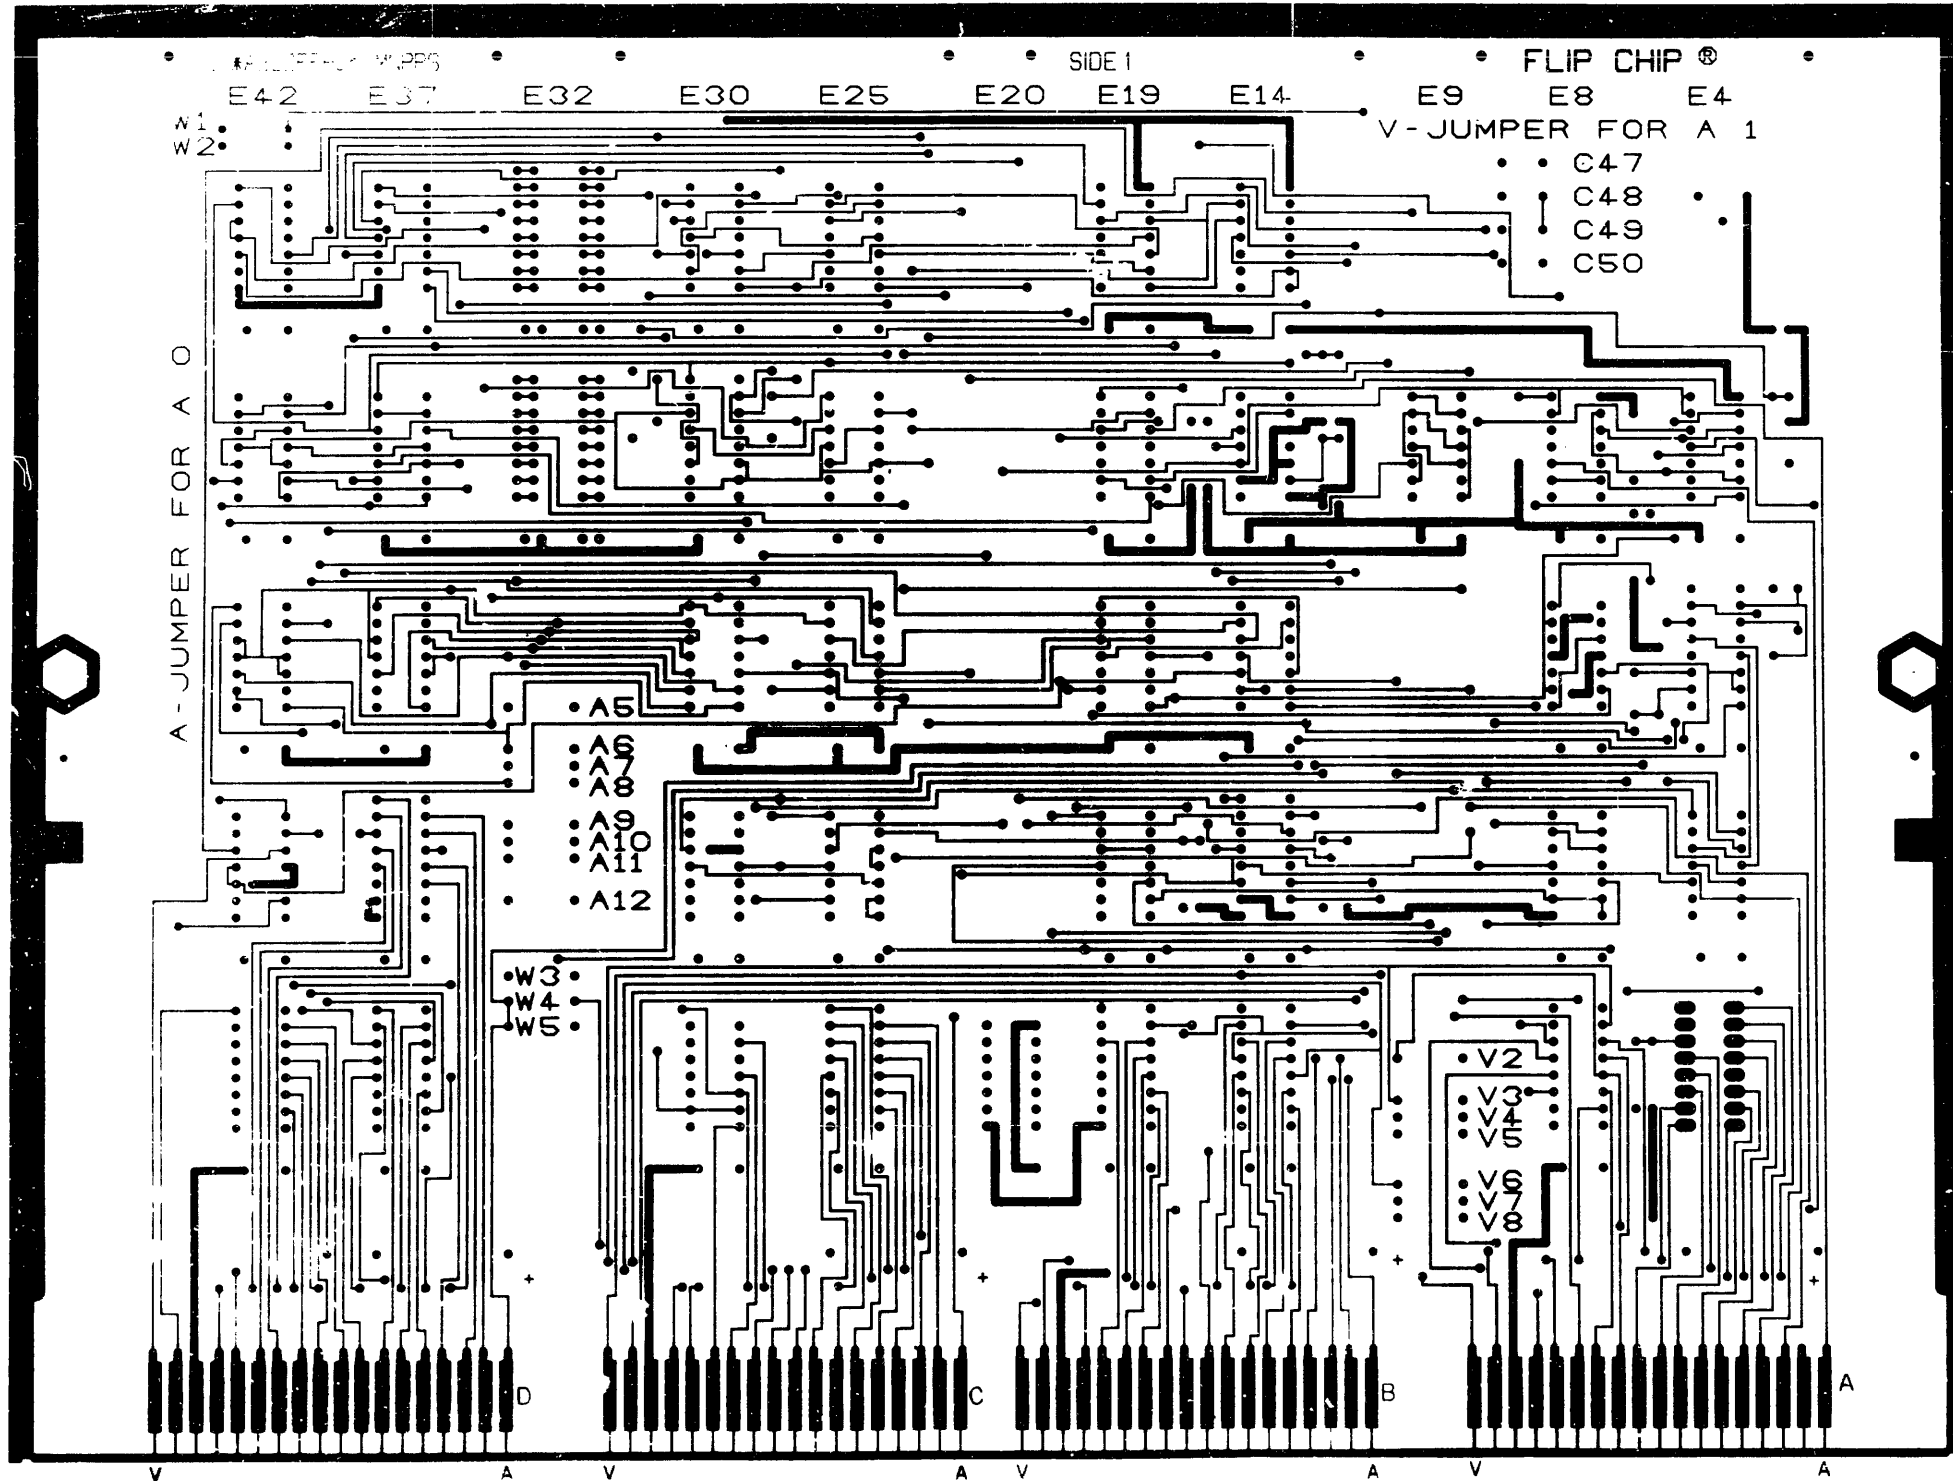 SIDE 1
FLIP CHIP ®
E42 E37 E32 E30 E25 E20 E19 E14 E9 E8 E4
W1
W2
V-JUMPER FOR A 1
C47
C48
C49
C50
A-JUMPER FOR A O
A5
A6
A7
A8
A9
A10
A11
A12
W3
W4
W5
V2
V3
V4
V5
V6
V7
V8
D C B A
V A V A V A V A